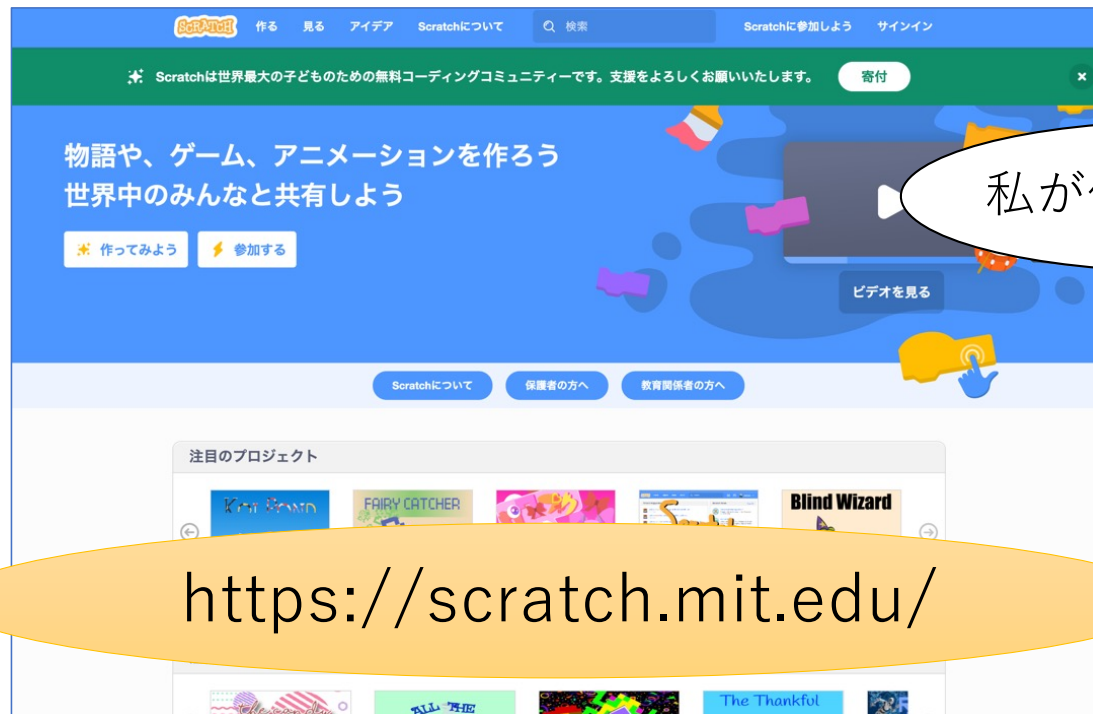 SCRATCH 作る 見る アイデア Scratchについて 検索 Scratchに参加しよう サインイン
Scratchは世界最大の子どものための無料コーディングコミュニティーです。支援をよろしくお願いいたします。 寄付
物語や、ゲーム、アニメーションを作ろう
世界中のみんなと共有しよう
私が
作ってみよう 参加する
ビデオを見る
Scratchについて 保護者の方へ 教育関係者の方へ
注目のプロジェクト
FAIRY CATCHER Blind Wizard
https://scratch.mit.edu/
ALL THE The Thankful